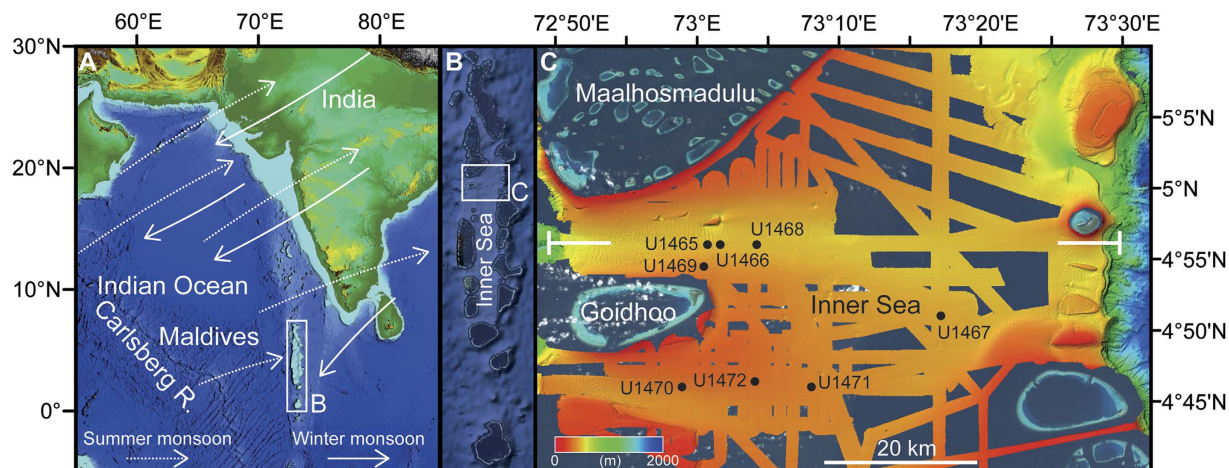 60°E 70°E 80°E
72°50'E 73° 73°10'E 73°20'E 73°30'E
30°N
20°N
10°N
0°
A
India
Indian Ocean
Maldives
Carlsberg R.
B
Summer monsoon
Winter monsoon
B
C
Inner Sea
C
Maalhosmadulu
5°5'E
5°N
U1465
U1468
U1466
U1469
4°55'E
Goidhoo
Inner Sea
U1467
4°50'E
U1470
U1472
U1471
4°45'E
0 (m) 2000
20 km